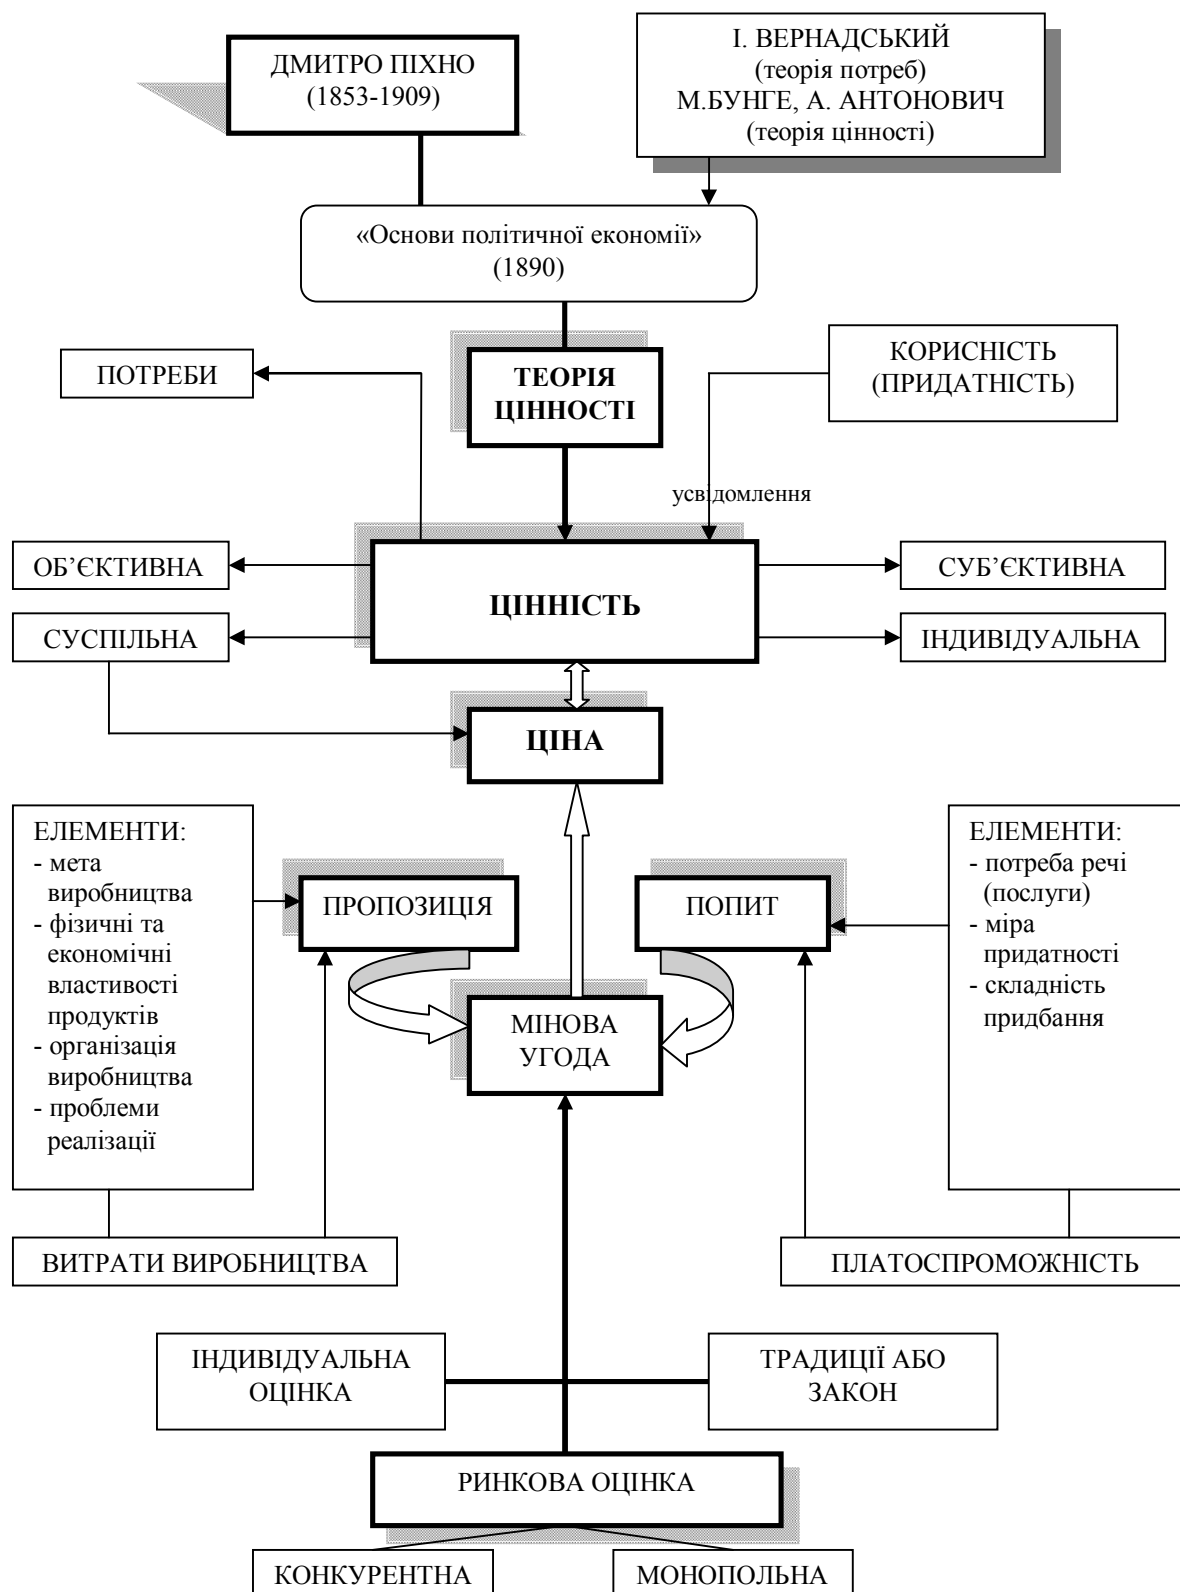 ДМИТРО ПІХНО
(1853-1909)
І. ВЕРНАДСЬКИЙ
(теорія потреб)
М.БУНГЕ, А. АНТОНОВИЧ
(теорія цінності)
«Основи політичної економії»
(1890)
ПОТРЕБИ
ТЕОРІЯ
ЦІННОСТІ
КОРИСНІСТЬ
(ПРИДАТНІСТЬ)
усвідомлення
ОБ’ЄКТИВНА
СУСПІЛЬНА
ЦІННІСТЬ
СУБ’ЄКТИВНА
ІНДИВІДУАЛЬНА
ЦІНА
ЕЛЕМЕНТИ:
- мета
виробництва
- фізичні та
економічні
властивості
продуктів
- організація
виробництва
- проблеми
реалізації
ПРОПОЗИЦІЯ
ПОПИТ
МІНОВА
УГОДА
ЕЛЕМЕНТИ:
- потреба речі
(послуги)
- міра
придатності
- складність
придбання
ВИТРАТИ ВИРОБНИЦТВА
ПЛАТОСПРОМОЖНІСТЬ
ІНДИВІДУАЛЬНА
ОЦІНКА
ТРАДИЦІЇ АБО
ЗАКОН
РИНКОВА ОЦІНКА
КОНКУРЕНТНА
МОНОПОЛЬНА